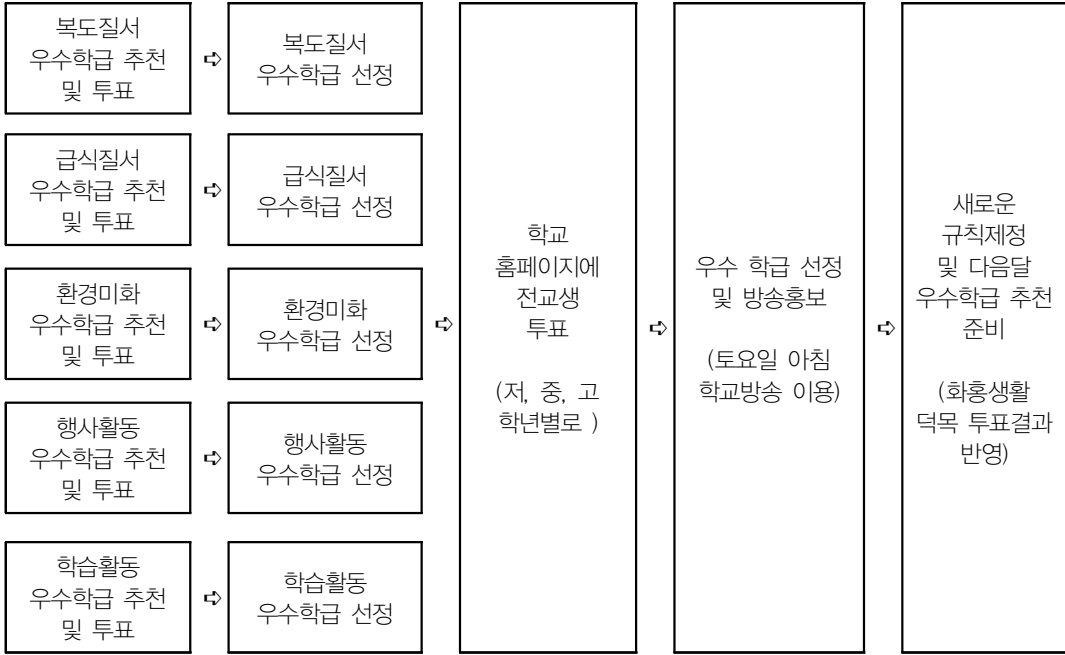 복도질서
우수학급 추천
및 투표
➪
복도질서
우수학급 선정
급식질서
우수학급 추천
및 투표
➪
급식질서
우수학급 선정
환경미화
우수학급 추천
및 투표
➪
환경미화
우수학급 선정
행사활동
우수학급 추천
및 투표
➪
행사활동
우수학급 선정
학습활동
우수학급 추천
및 투표
➪
학습활동
우수학급 선정
➪
학교
홈페이지에
전교생
투표
(저, 중, 고
학년별로 )
➪
우수 학급 선정
및 방송홍보
(토요일 아침
학교방송 이용)
➪
새로운
규칙제정
및 다음달
우수학급 추천
준비
(화홍생활
덕목 투표결과
반영)